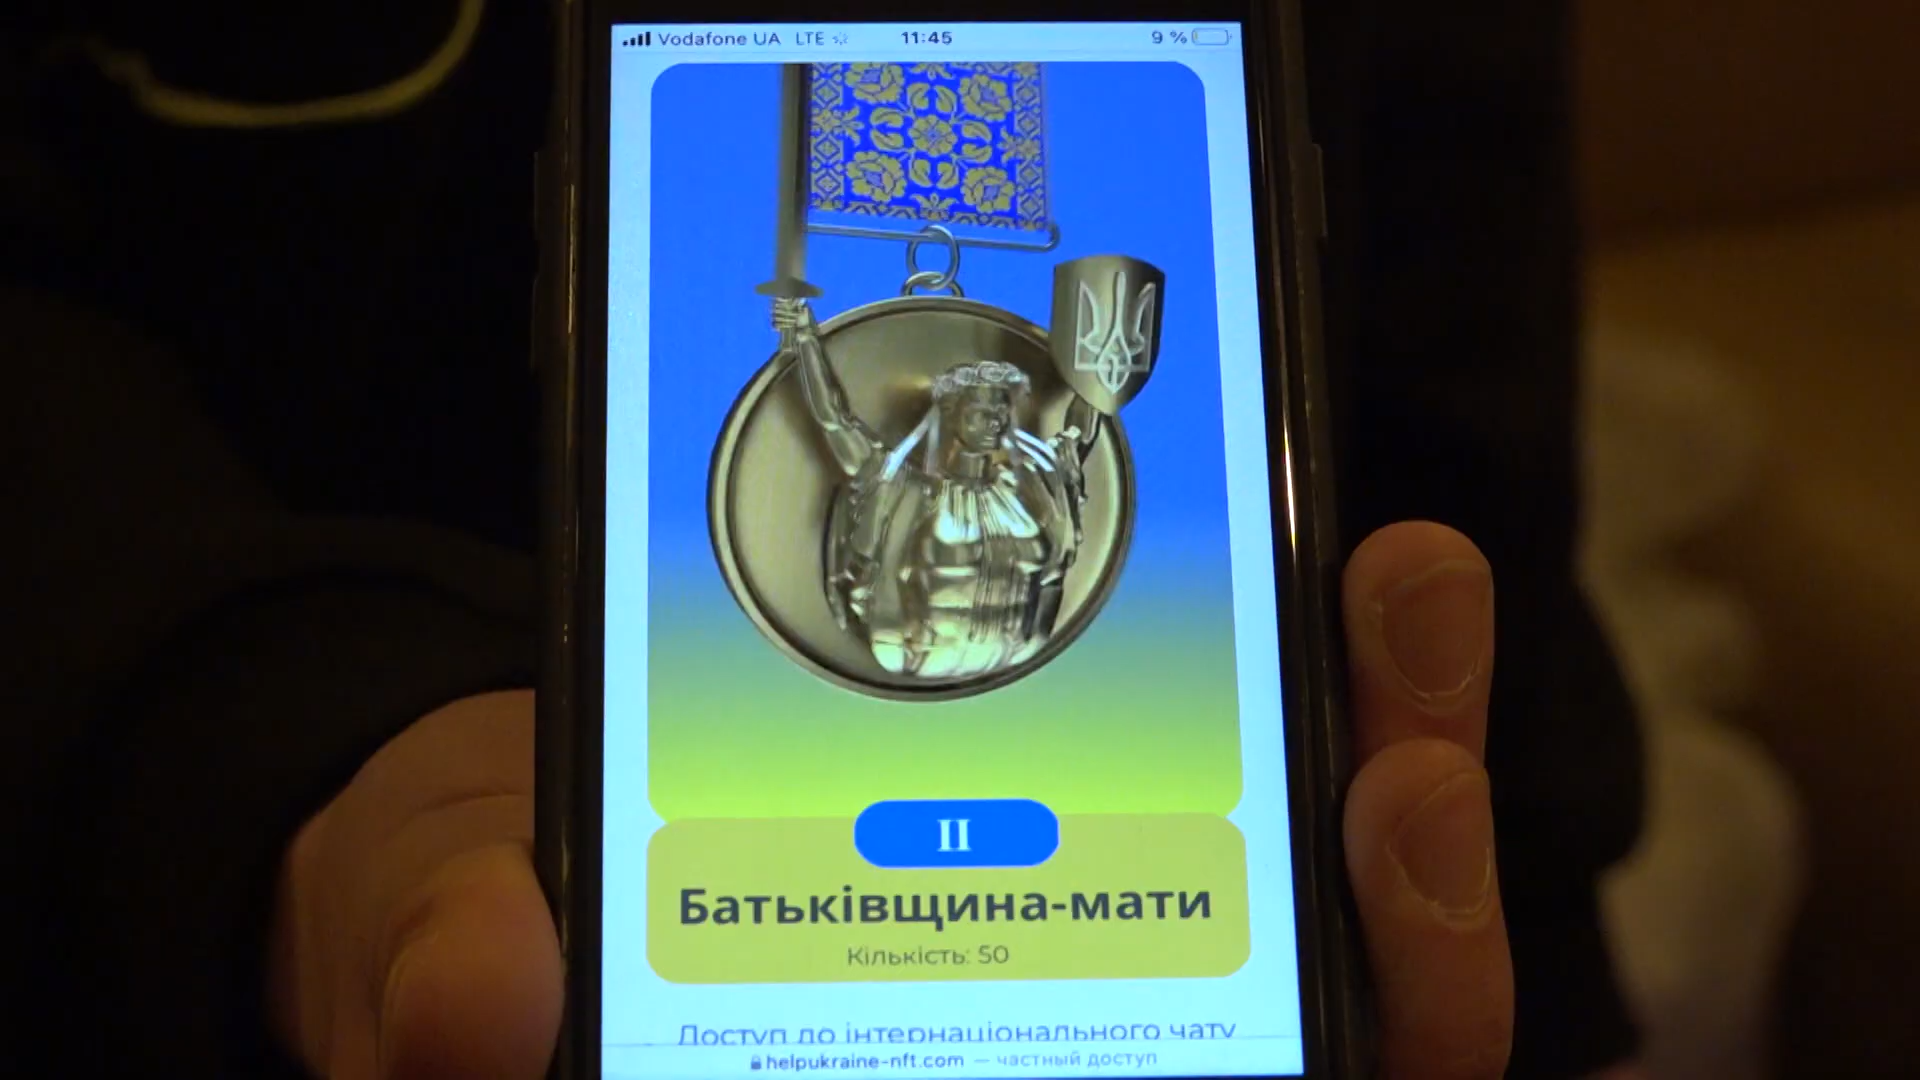 Vodafone UA LTE 11:45 9 %
II
Батьківщина-мати
Кількість: 50
Доступ до інтернаціонального чату
helpukraine-nft.com — частный доступ